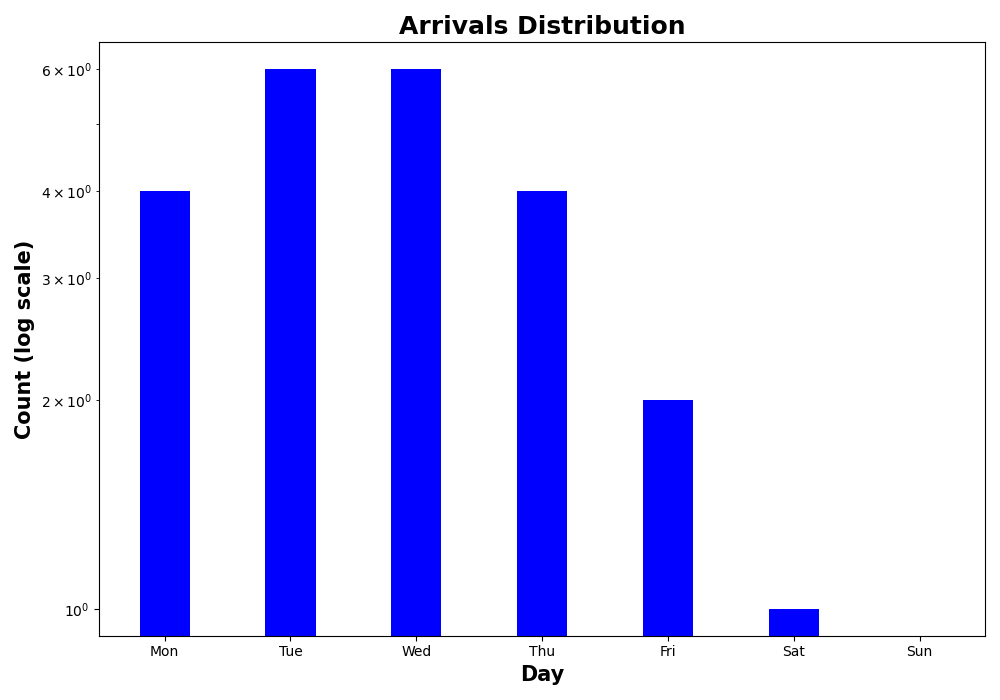 Arrivals Distribution
6 × 10⁰
4 × 10⁰
3 × 10⁰
2 × 10⁰
10⁰
Count (log scale)
Mon Tue Wed Thu Fri Sat Sun
Day